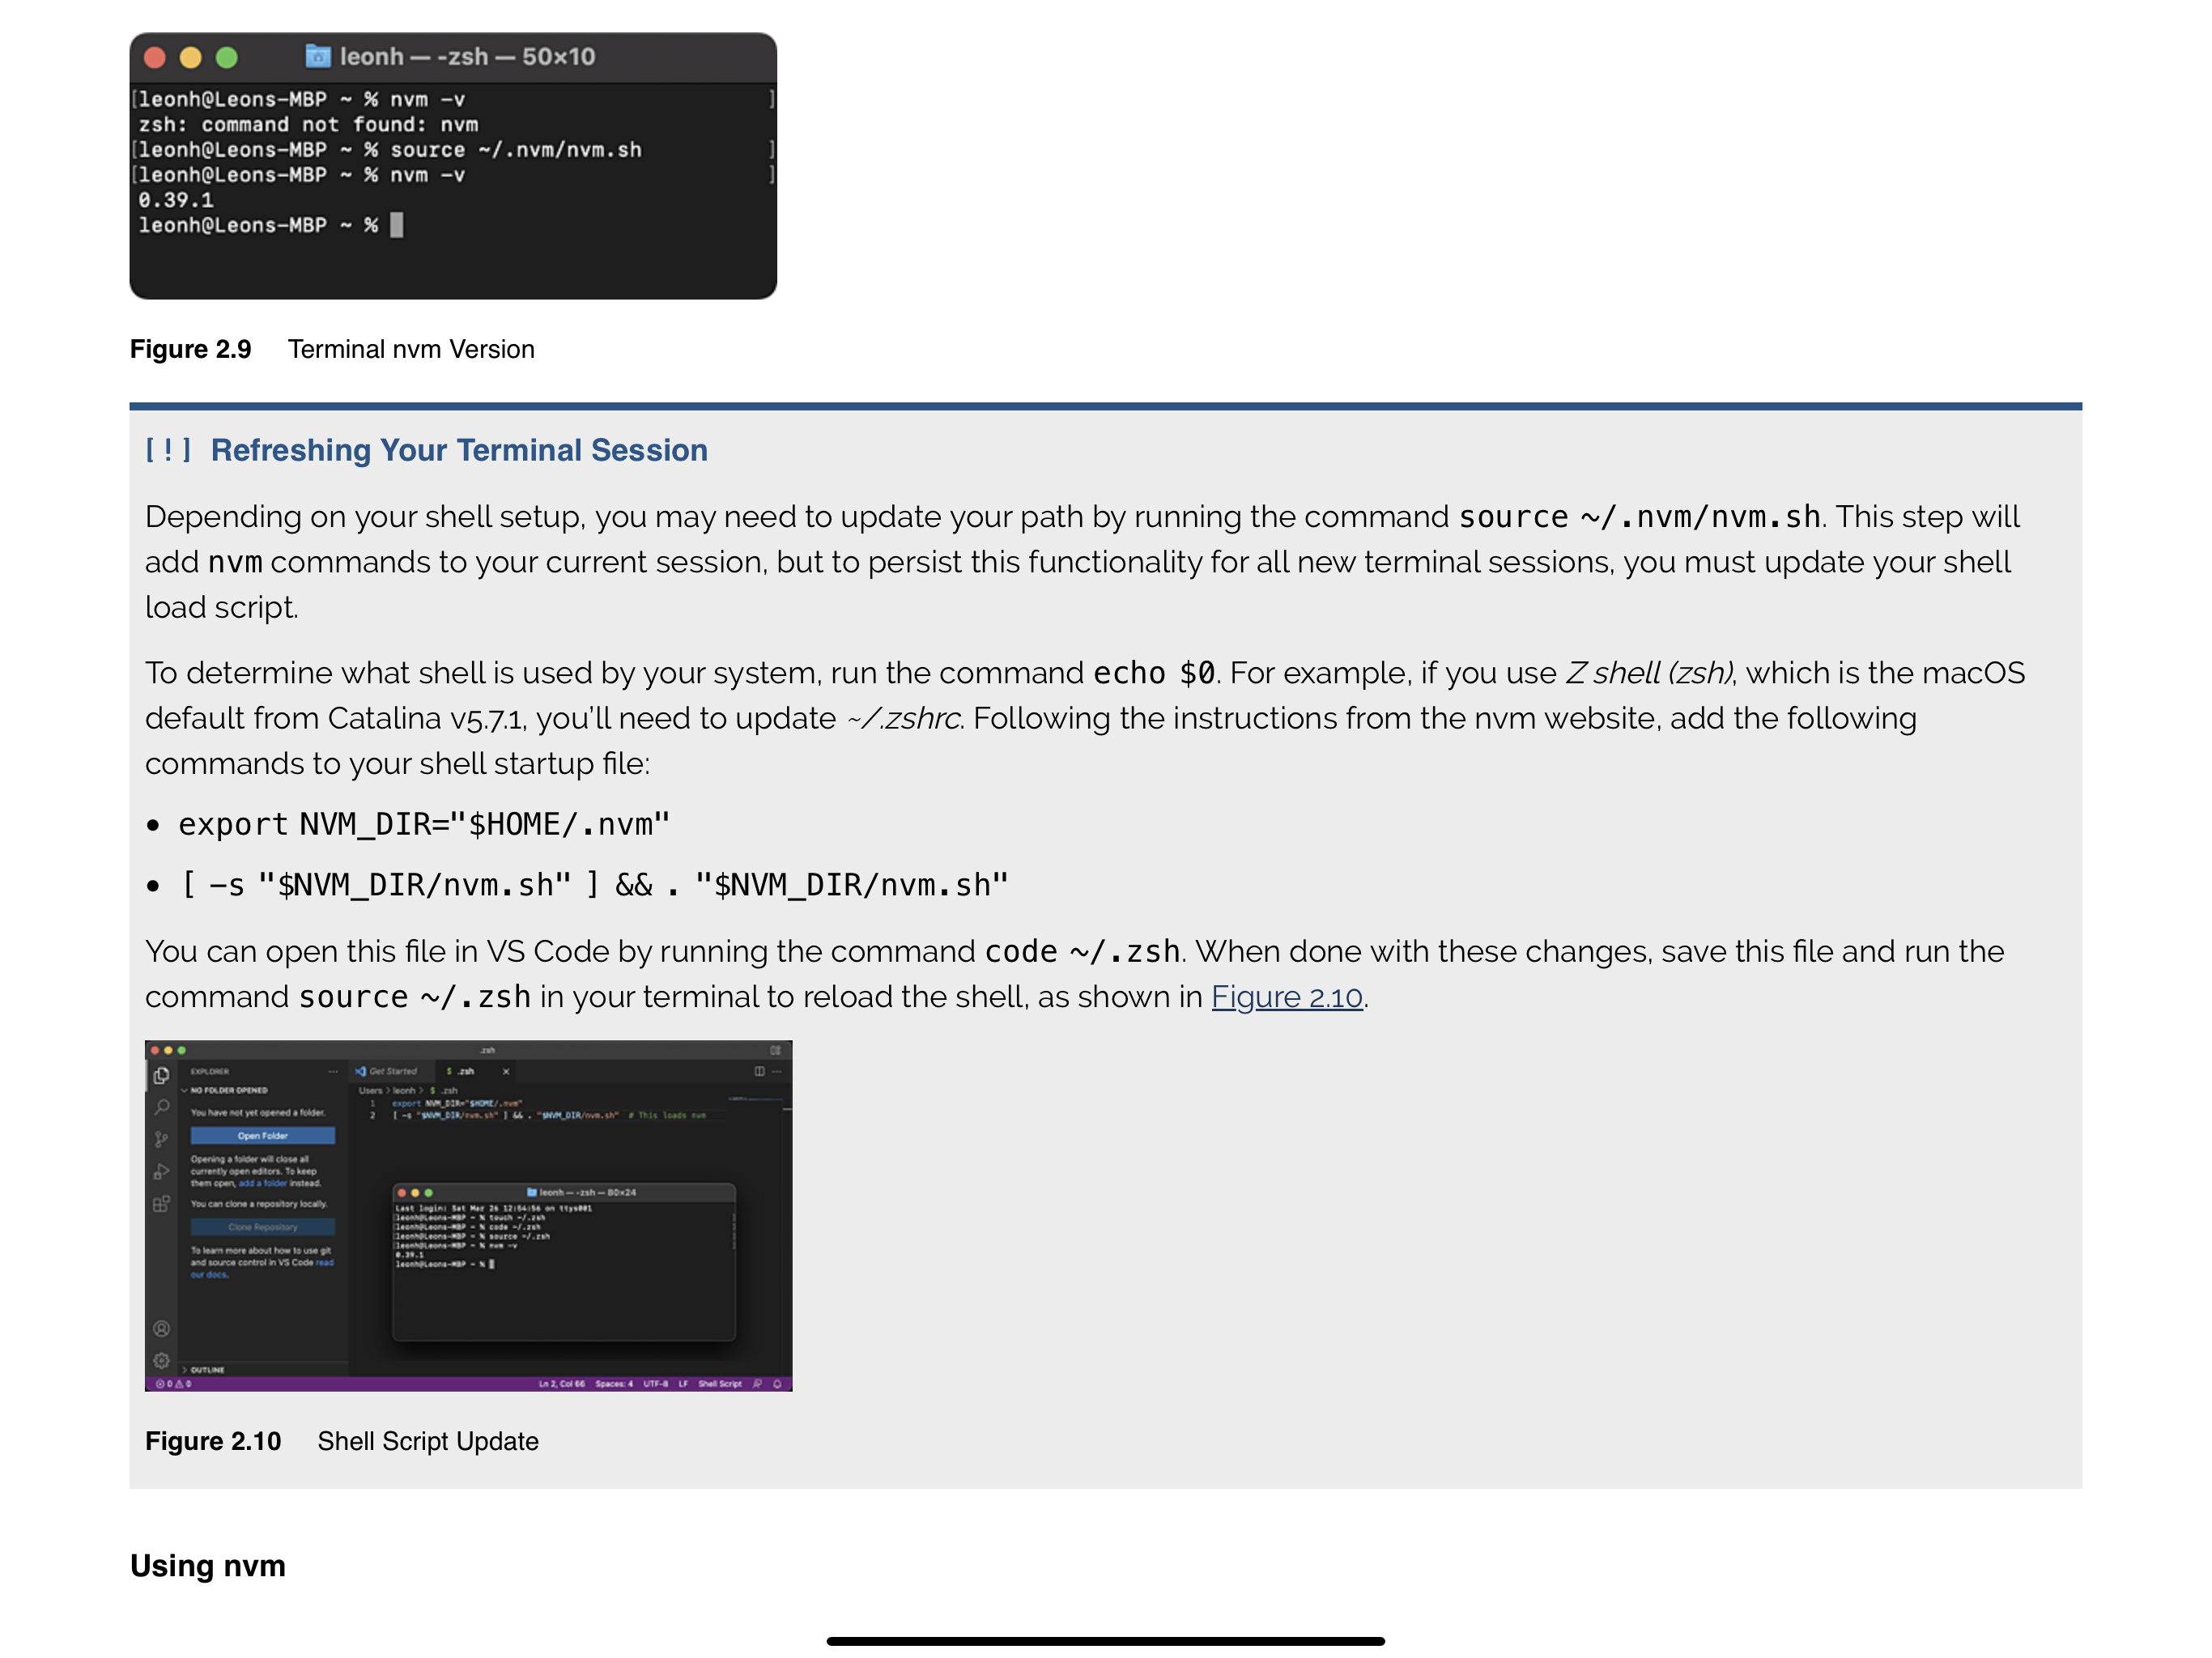 leonh — -zsh — 50×10
[leonh@Leons-MBP ~ % nvm -v ]
zsh: command not found: nvm
[leonh@Leons-MBP ~ % source ~/.nvm/nvm.sh ]
[leonh@Leons-MBP ~ % nvm -v ]
0.39.1
leonh@Leons-MBP ~ %
Figure 2.9 Terminal nvm Version
[!] Refreshing Your Terminal Session
Depending on your shell setup, you may need to update your path by running the command source ~/.nvm/nvm.sh. This step will
add nvm commands to your current session, but to persist this functionality for all new terminal sessions, you must update your shell
load script.
To determine what shell is used by your system, run the command echo $0. For example, if you use Z shell (zsh), which is the macOS
default from Catalina v5.7.1, you'll need to update ~/.zshrc. Following the instructions from the nvm website, add the following
commands to your shell startup file:
• export NVM_DIR="$HOME/.nvm"
• [ -s "$NVM_DIR/nvm.sh" ] && . "$NVM_DIR/nvm.sh"
You can open this file in VS Code by running the command code ~/.zsh. When done with these changes, save this file and run the
command source ~/.zsh in your terminal to reload the shell, as shown in Figure 2.10.
.zsh
EXPLORER ···
NO FOLDER OPENED
You have not yet opened a folder.
Open Folder
Opening a folder will close all
currently open editors. To keep
them open, add a folder instead.
You can clone a repository locally.
Clone Repository
To learn more about how to use git
and source control in VS Code read
our docs.
OUTLINE
Get Started $ .zsh ×
Users > leonh > $ .zsh
1 export NVM_DIR="$HOME/.nvm"
2 [ -s "$NVM_DIR/nvm.sh" ] && . "$NVM_DIR/nvm.sh" # This loads nvm
leonh — -zsh — 80×24
Last login: Sat Mar 26 12:54:56 on ttys001
[leonh@Leons-MBP ~ % touch ~/.zsh ]
[leonh@Leons-MBP ~ % code ~/.zsh ]
[leonh@Leons-MBP ~ % source ~/.zsh ]
[leonh@Leons-MBP ~ % nvm -v ]
0.39.1
leonh@Leons-MBP ~ %
0 0 Ln 2, Col 66 Spaces: 4 UTF-8 LF Shell Script
Figure 2.10 Shell Script Update
Using nvm